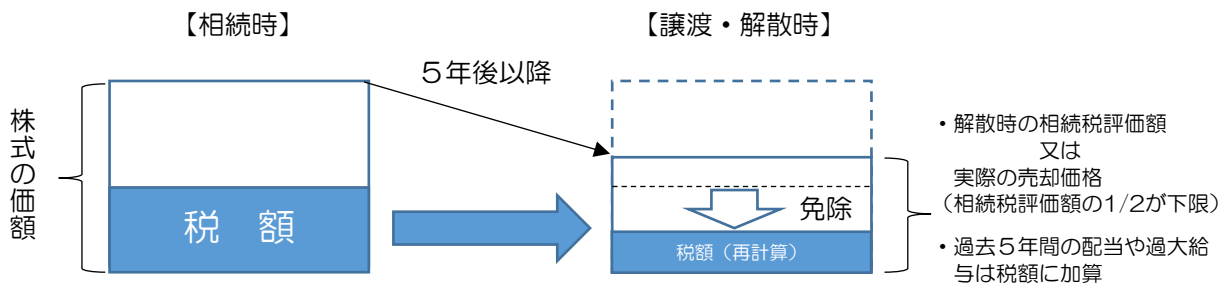 【相続時】
【譲渡・解散時】
５年後以降
株式の価額
税　額
免除
税額（再計算）
・解散時の相続税評価額
又は
実際の売却価格
（相続税評価額の1/2が下限）
・過去５年間の配当や過大給
与は税額に加算